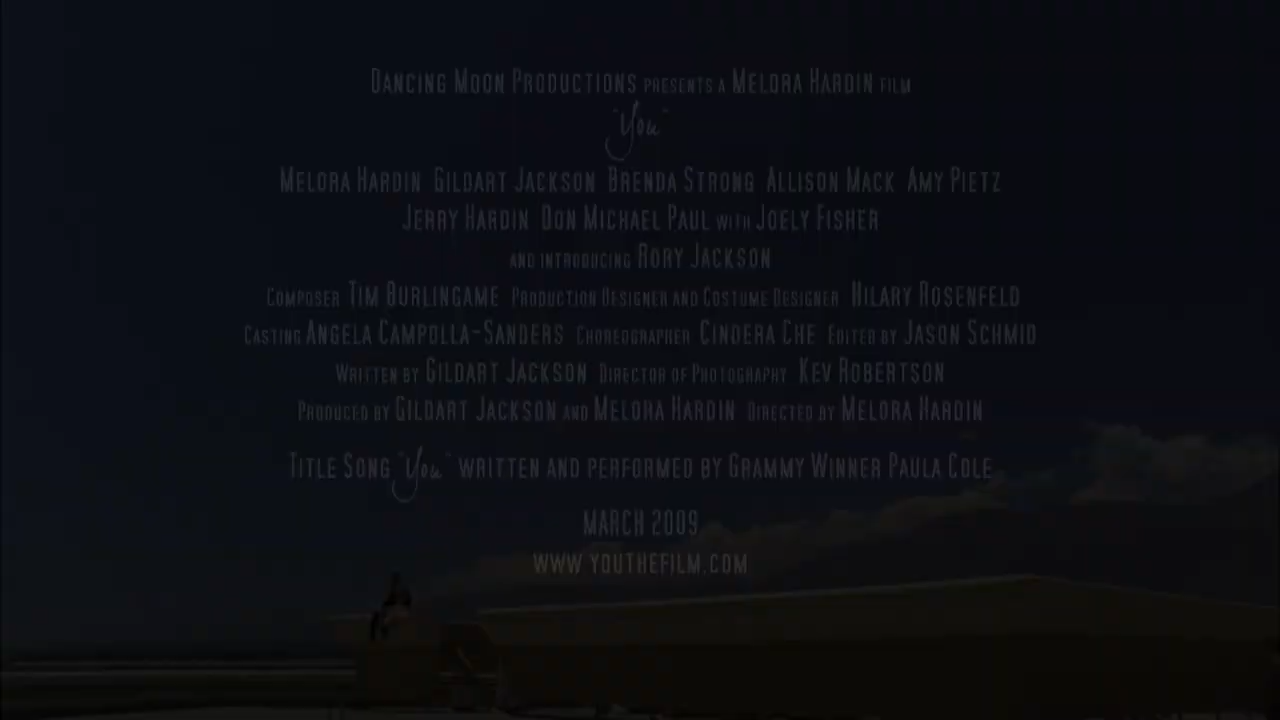 Dancing Moon Productions presents a Melora Hardin film
"You"
Melora Hardin Gildart Jackson Brenda Strong Allison Mack Amy Pietz
Jerry Hardin Don Michael Paul with Joely Fisher
and introducing Rory Jackson
Composer Tim Burlingame Production Designer and Costume Designer Hilary Rosenfeld
Casting Angela Campolla-Sanders Choreographer Cindera Che Edited by Jason Schmid
Written by Gildart Jackson Director of Photography Kev Robertson
Produced by Gildart Jackson and Melora Hardin Directed by Melora Hardin
Title Song "You" written and performed by Grammy Winner Paula Cole
MARCH 2009
WWW.YOUTHEFILM.COM